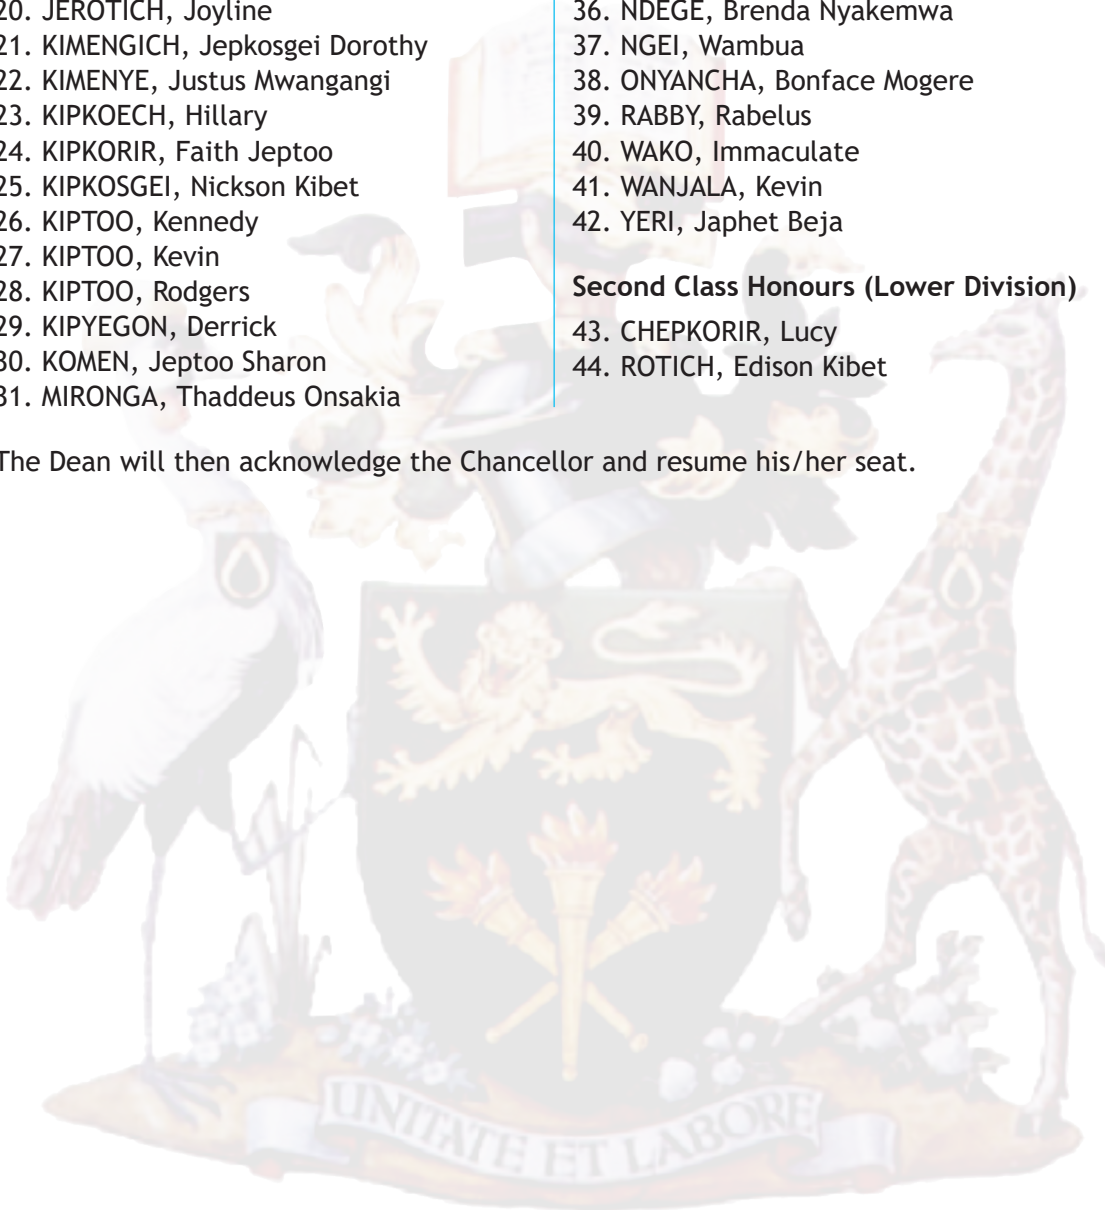 20. JEROTICH, Joyline
21. KIMENGICH, Jepkosgei Dorothy
22. KIMENYE, Justus Mwangangi
23. KIPKOECH, Hillary
24. KIPKORIR, Faith Jeptoo
25. KIPKOSGEI, Nickson Kibet
26. KIPTOO, Kennedy
27. KIPTOO, Kevin
28. KIPTOO, Rodgers
29. KIPYEGON, Derrick
30. KOMEN, Jeptoo Sharon
31. MIRONGA, Thaddeus Onsakia
36. NDEGE, Brenda Nyakemwa
37. NGEI, Wambua
38. ONYANCHA, Bonface Mogere
39. RABBY, Rabelus
40. WAKO, Immaculate
41. WANJALA, Kevin
42. YERI, Japhet Beja
Second Class Honours (Lower Division)
43. CHEPKORIR, Lucy
44. ROTICH, Edison Kibet
The Dean will then acknowledge the Chancellor and resume his/her seat.
UNITATE ET LABORE